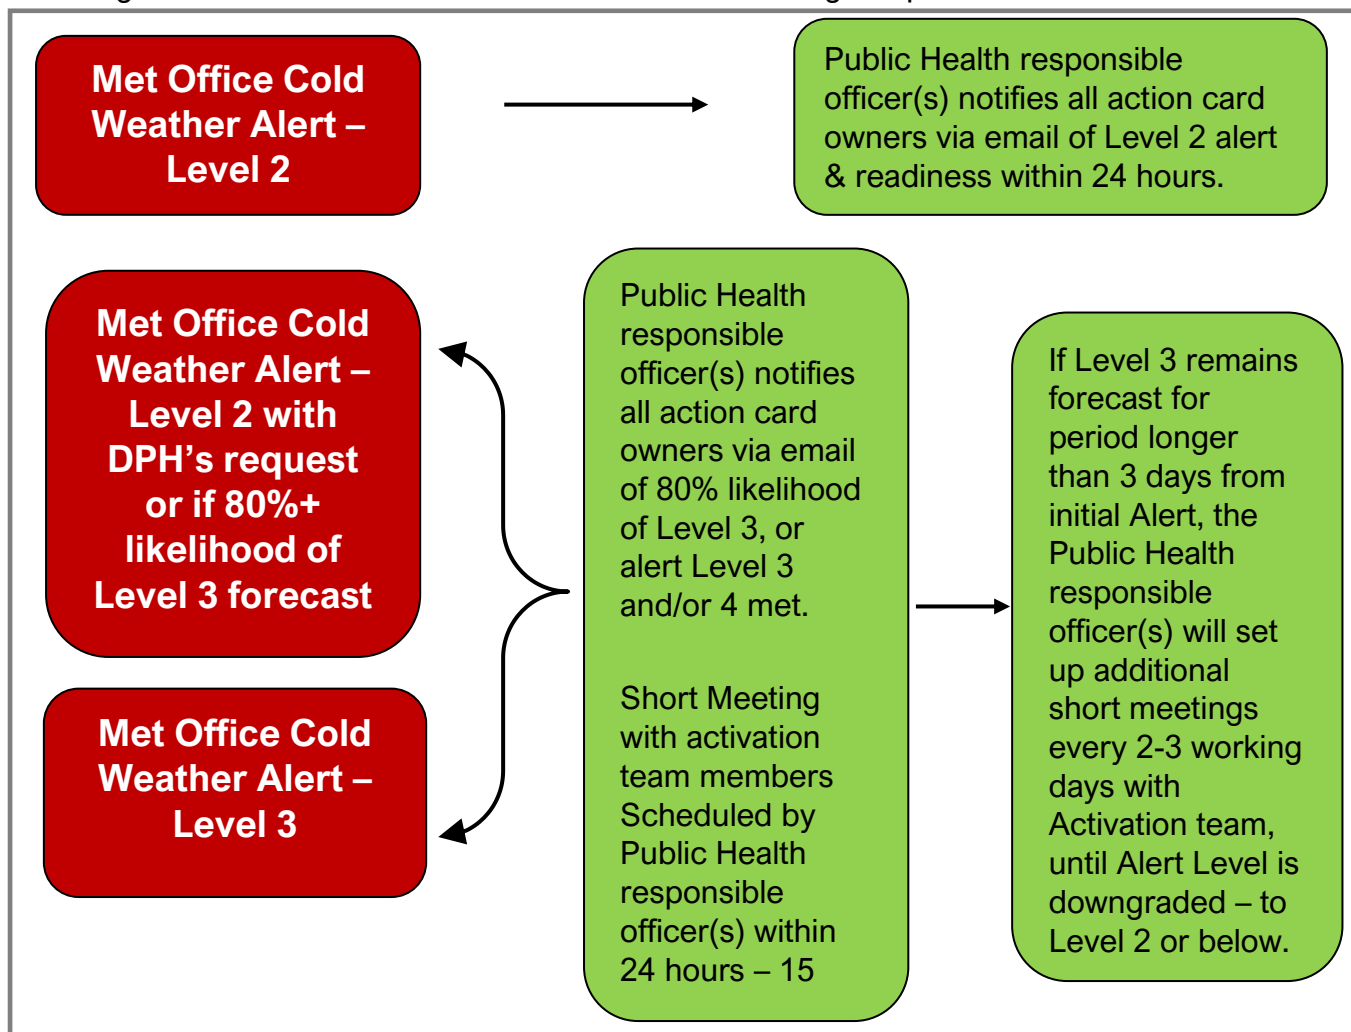 Met Office Cold
Weather Alert –
Level 2
Public Health responsible
officer(s) notifies all action card
owners via email of Level 2 alert
& readiness within 24 hours.
Met Office Cold
Weather Alert –
Level 2 with
DPH’s request
or if 80%+
likelihood of
Level 3 forecast
Met Office Cold
Weather Alert –
Level 3
Public Health
responsible
officer(s) notifies
all action card
owners via email
of 80% likelihood
of Level 3, or
alert Level 3
and/or 4 met.
Short Meeting
with activation
team members
Scheduled by
Public Health
responsible
officer(s) within
24 hours – 15
If Level 3 remains
forecast for
period longer
than 3 days from
initial Alert, the
Public Health
responsible
officer(s) will set
up additional
short meetings
every 2-3 working
days with
Activation team,
until Alert Level is
downgraded – to
Level 2 or below.